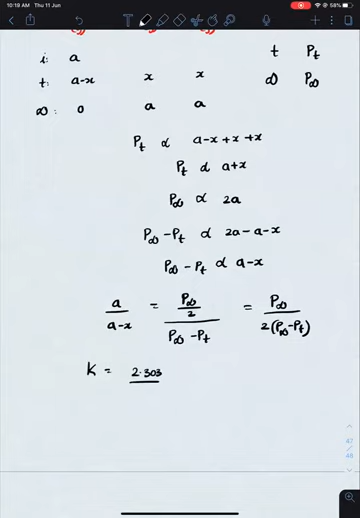 10:19 AM Thu 11 Jun
58%
t Pt
i: a
t: a-x x x
∞ P∞
∞: 0 a a
Pt ∝ a-x+x+x
Pt ∝ a+x
P∞ ∝ 2a
P∞ - Pt ∝ 2a-a-x
P∞ - Pt ∝ a-x
a/(a-x) = (P∞/2)/(P∞ - Pt) = P∞/(2(P∞-Pt))
K = 2.303
47
/
48